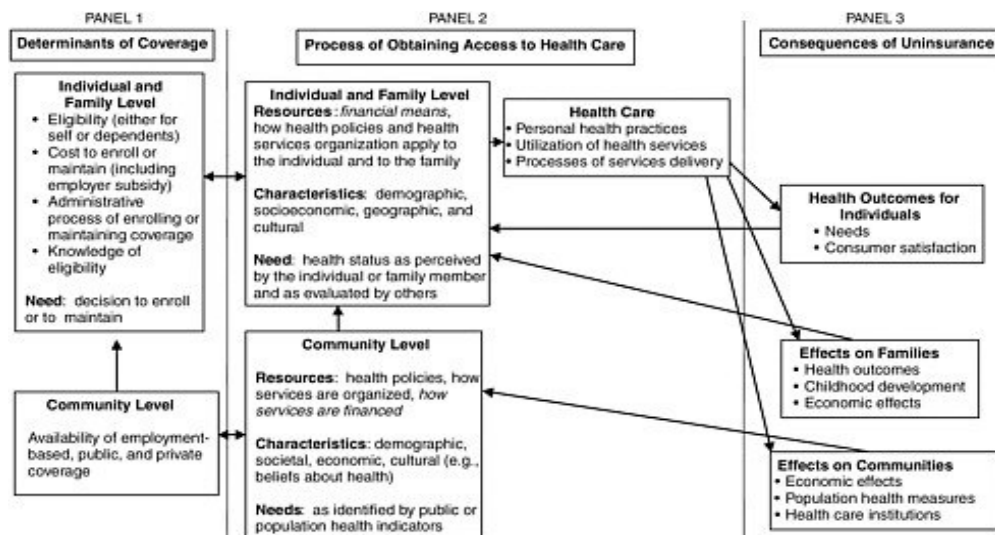 PANEL 1
Determinants of Coverage
Individual and
Family Level
• Eligibility (either for
self or dependents)
• Cost to enroll or
maintain (including
employer subsidy)
• Administrative
process of enrolling or
maintaining coverage
• Knowledge of
eligibility
Need: decision to enroll
or to maintain
Community Level
Availability of employment-
based, public, and private
coverage
PANEL 2
Process of Obtaining Access to Health Care
Individual and Family Level
Resources: financial means,
how health policies and health
services organization apply to
the individual and to the family
Characteristics: demographic,
socioeconomic, geographic, and
cultural
Need: health status as perceived
by the individual or family member
and as evaluated by others
Community Level
Resources: health policies, how
services are organized, how
services are financed
Characteristics: demographic,
societal, economic, cultural (e.g.,
beliefs about health)
Needs: as identified by public or
population health indicators
Health Care
• Personal health practices
• Utilization of health services
• Processes of services delivery
PANEL 3
Consequences of Uninsurance
Health Outcomes for
Individuals
• Needs
• Consumer satisfaction
Effects on Families
• Health outcomes
• Childhood development
• Economic effects
Effects on Communities
• Economic effects
• Population health measures
• Health care institutions